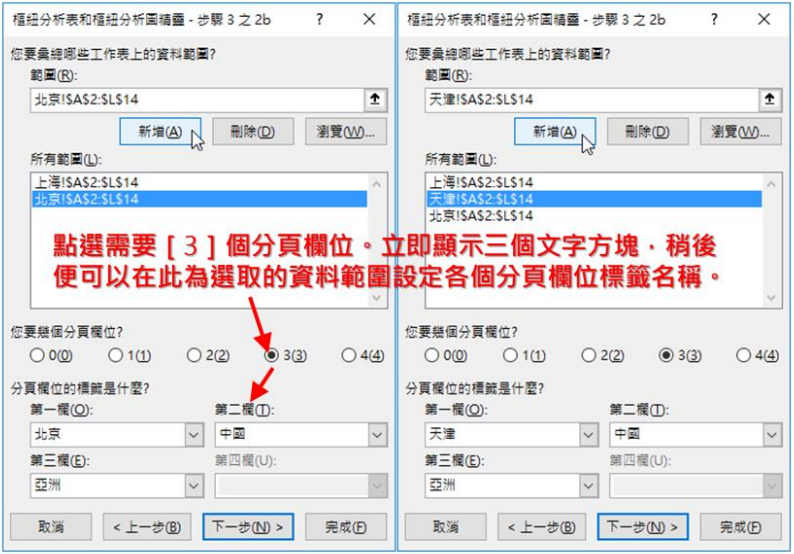 樞紐分析表和樞紐分析圖精靈 - 步驟 3 之 2b ? ×
您要彙總哪些工作表上的資料範圍?
範圍(R):
北京!$A$2:$L$14
新增(A) 刪除(D) 瀏覽(W)...
所有範圍(L):
上海!$A$2:$L$14
北京!$A$2:$L$14
樞紐分析表和樞紐分析圖精靈 - 步驟 3 之 2b ? ×
您要彙總哪些工作表上的資料範圍?
範圍(R):
天津!$A$2:$L$14
新增(A) 刪除(D) 瀏覽(W)...
所有範圍(L):
上海!$A$2:$L$14
天津!$A$2:$L$14
北京!$A$2:$L$14
點選需要 [ 3 ] 個分頁欄位。立即顯示三個文字方塊，稍後
便可以在此為選取的資料範圍設定各個分頁欄位標籤名稱。
您要幾個分頁欄位?
0(0) 1(1) 2(2) 3(3) 4(4)
分頁欄位的標籤是什麼?
第一欄(O): 第二欄(T):
北京 中國
第三欄(E): 第四欄(U):
亞洲
取消 < 上一步(B) 下一步(N) > 完成(F)
您要幾個分頁欄位?
0(0) 1(1) 2(2) 3(3) 4(4)
分頁欄位的標籤是什麼?
第一欄(O): 第二欄(T):
天津 中國
第三欄(E): 第四欄(U):
亞洲
取消 < 上一步(B) 下一步(N) > 完成(F)